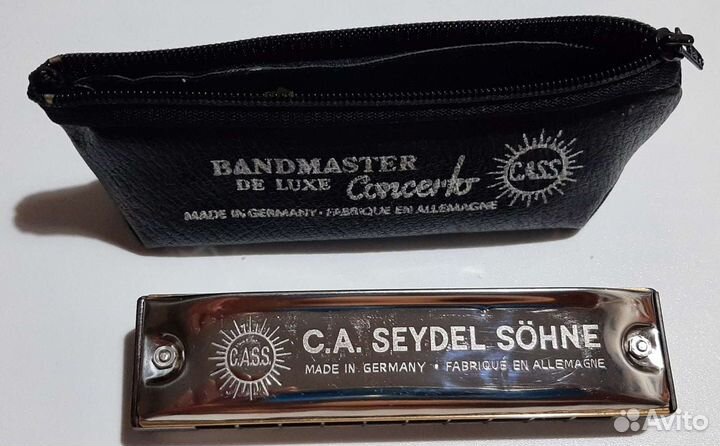 BANDMASTER
DE LUXE Concerto
C.A.S.S.
MADE IN GERMANY · FABRIQUE EN ALLEMAGNE
C.A.S.S.
C.A. SEYDEL SÖHNE
MADE IN GERMANY · FABRIQUE EN ALLEMAGNE
Avito